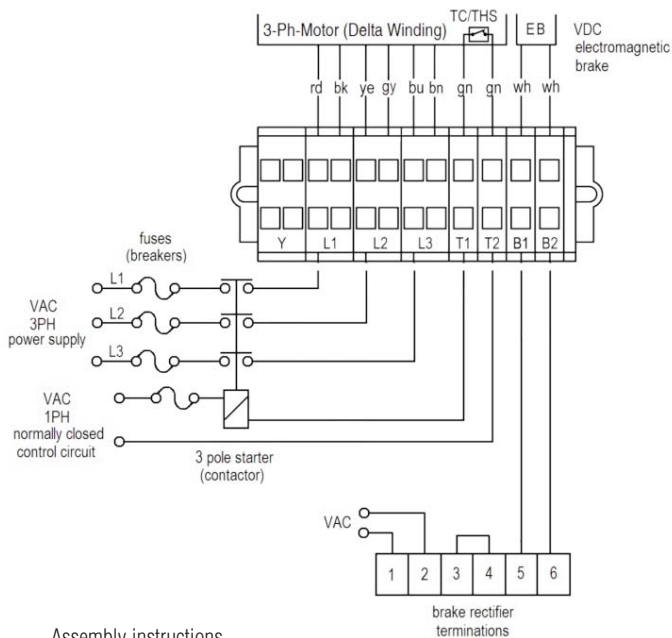 TC/THS
3-Ph-Motor (Delta Winding)
EB
VDC
electromagnetic
brake
rd bk ye gy bu bn gn gn wh wh
Y L1 L2 L3 T1 T2 B1 B2
fuses
(breakers)
L1
L2
L3
VAC
3PH
power supply
VAC
1PH
normally closed
control circuit
3 pole starter
(contactor)
VAC
1 2 3 4 5 6
brake rectifier
terminations
Assembly instructions